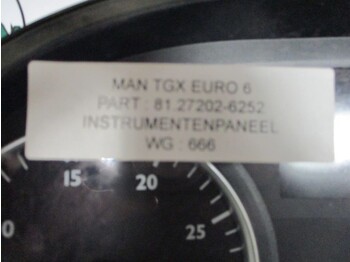 MAN TGX EURO 6
PART : 81.27202-6252
INSTRUMENTENPANEEL
WG : 666
15
20
25
0